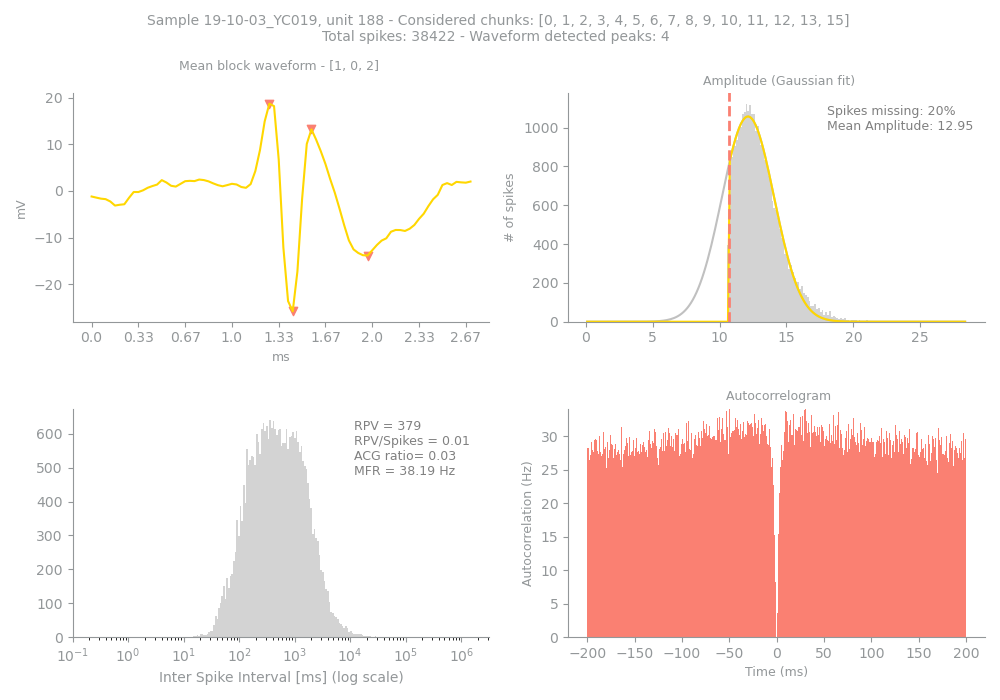 Sample 19-10-03_YC019, unit 188 - Considered chunks: [0, 1, 2, 3, 4, 5, 6, 7, 8, 9, 10, 11, 12, 13, 15]
Total spikes: 38422 - Waveform detected peaks: 4
Mean block waveform - [1, 0, 2]
20
10
0
−10
−20
mV
0.0 0.33 0.67 1.0 1.33 1.67 2.0 2.33 2.67
ms
Amplitude (Gaussian fit)
Spikes missing: 20%
Mean Amplitude: 12.95
1000
800
600
400
200
0
# of spikes
0 5 10 15 20 25
RPV = 379
RPV/Spikes = 0.01
ACG ratio= 0.03
MFR = 38.19 Hz
600
500
400
300
200
100
0
10⁻¹ 10⁰ 10¹ 10² 10³ 10⁴ 10⁵ 10⁶
Inter Spike Interval [ms] (log scale)
Autocorrelogram
30
25
20
15
10
5
0
Autocorrelation (Hz)
−200 −150 −100 −50 0 50 100 150 200
Time (ms)